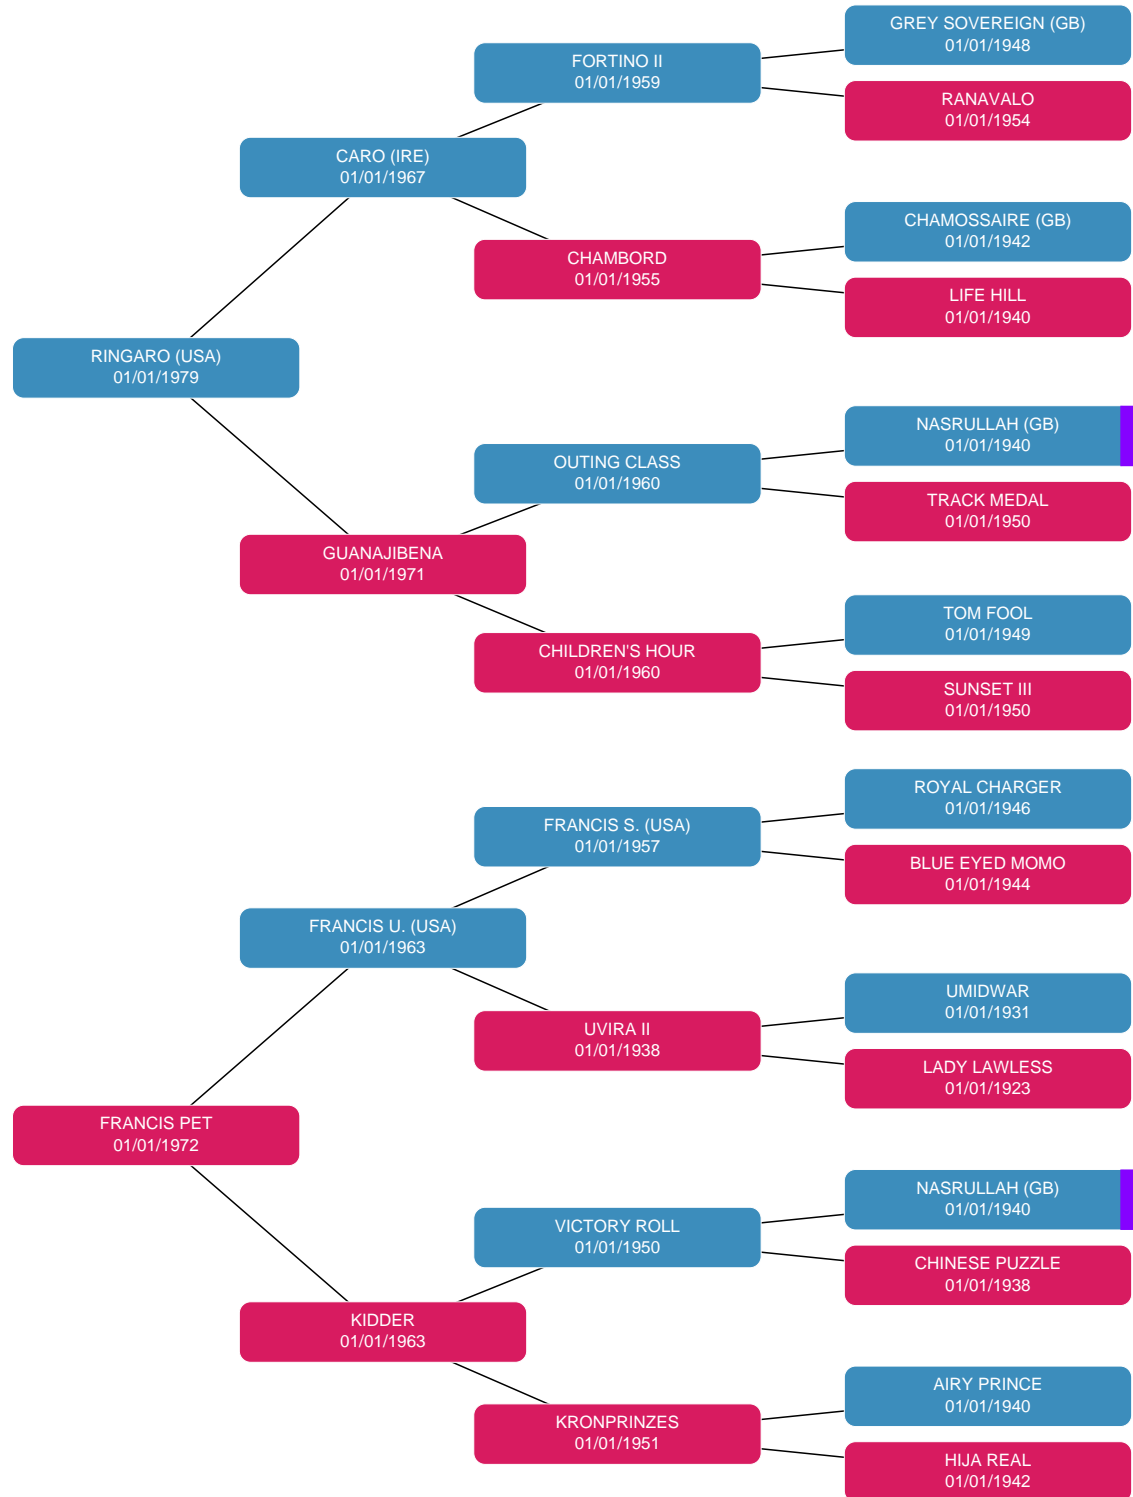 GREY SOVEREIGN (GB)
01/01/1948
FORTINO II
01/01/1959
RANAVALO
01/01/1954
CARO (IRE)
01/01/1967
CHAMOSSAIRE (GB)
01/01/1942
CHAMBORD
01/01/1955
LIFE HILL
01/01/1940
RINGARO (USA)
01/01/1979
NASRULLAH (GB)
01/01/1940
OUTING CLASS
01/01/1960
TRACK MEDAL
01/01/1950
GUANAJIBENA
01/01/1971
TOM FOOL
01/01/1949
CHILDREN'S HOUR
01/01/1960
SUNSET III
01/01/1950
ROYAL CHARGER
01/01/1946
FRANCIS S. (USA)
01/01/1957
BLUE EYED MOMO
01/01/1944
FRANCIS U. (USA)
01/01/1963
UMIDWAR
01/01/1931
UVIRA II
01/01/1938
LADY LAWLESS
01/01/1923
FRANCIS PET
01/01/1972
NASRULLAH (GB)
01/01/1940
VICTORY ROLL
01/01/1950
CHINESE PUZZLE
01/01/1938
KIDDER
01/01/1963
AIRY PRINCE
01/01/1940
KRONPRINZES
01/01/1951
HIJA REAL
01/01/1942